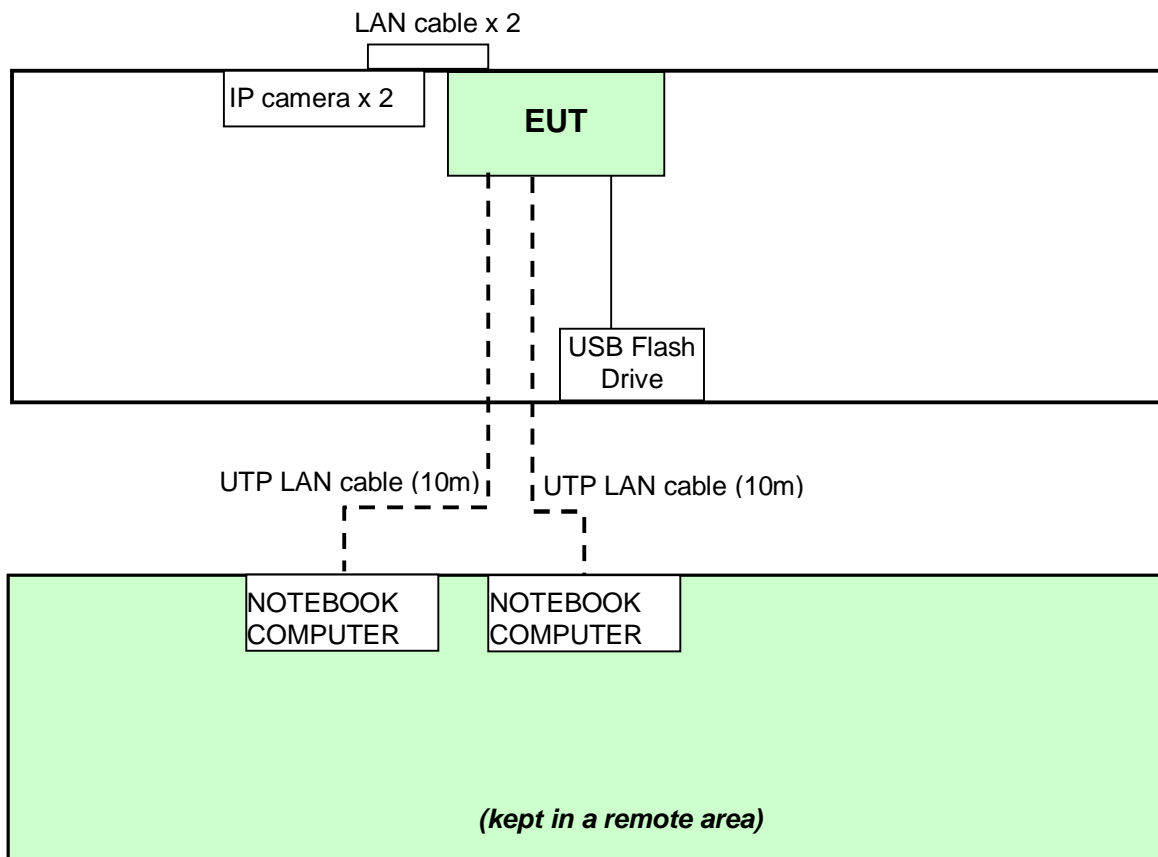 LAN cable x 2
IP camera x 2
EUT
USB Flash
Drive
UTP LAN cable (10m)
UTP LAN cable (10m)
NOTEBOOK
COMPUTER
NOTEBOOK
COMPUTER
(kept in a remote area)